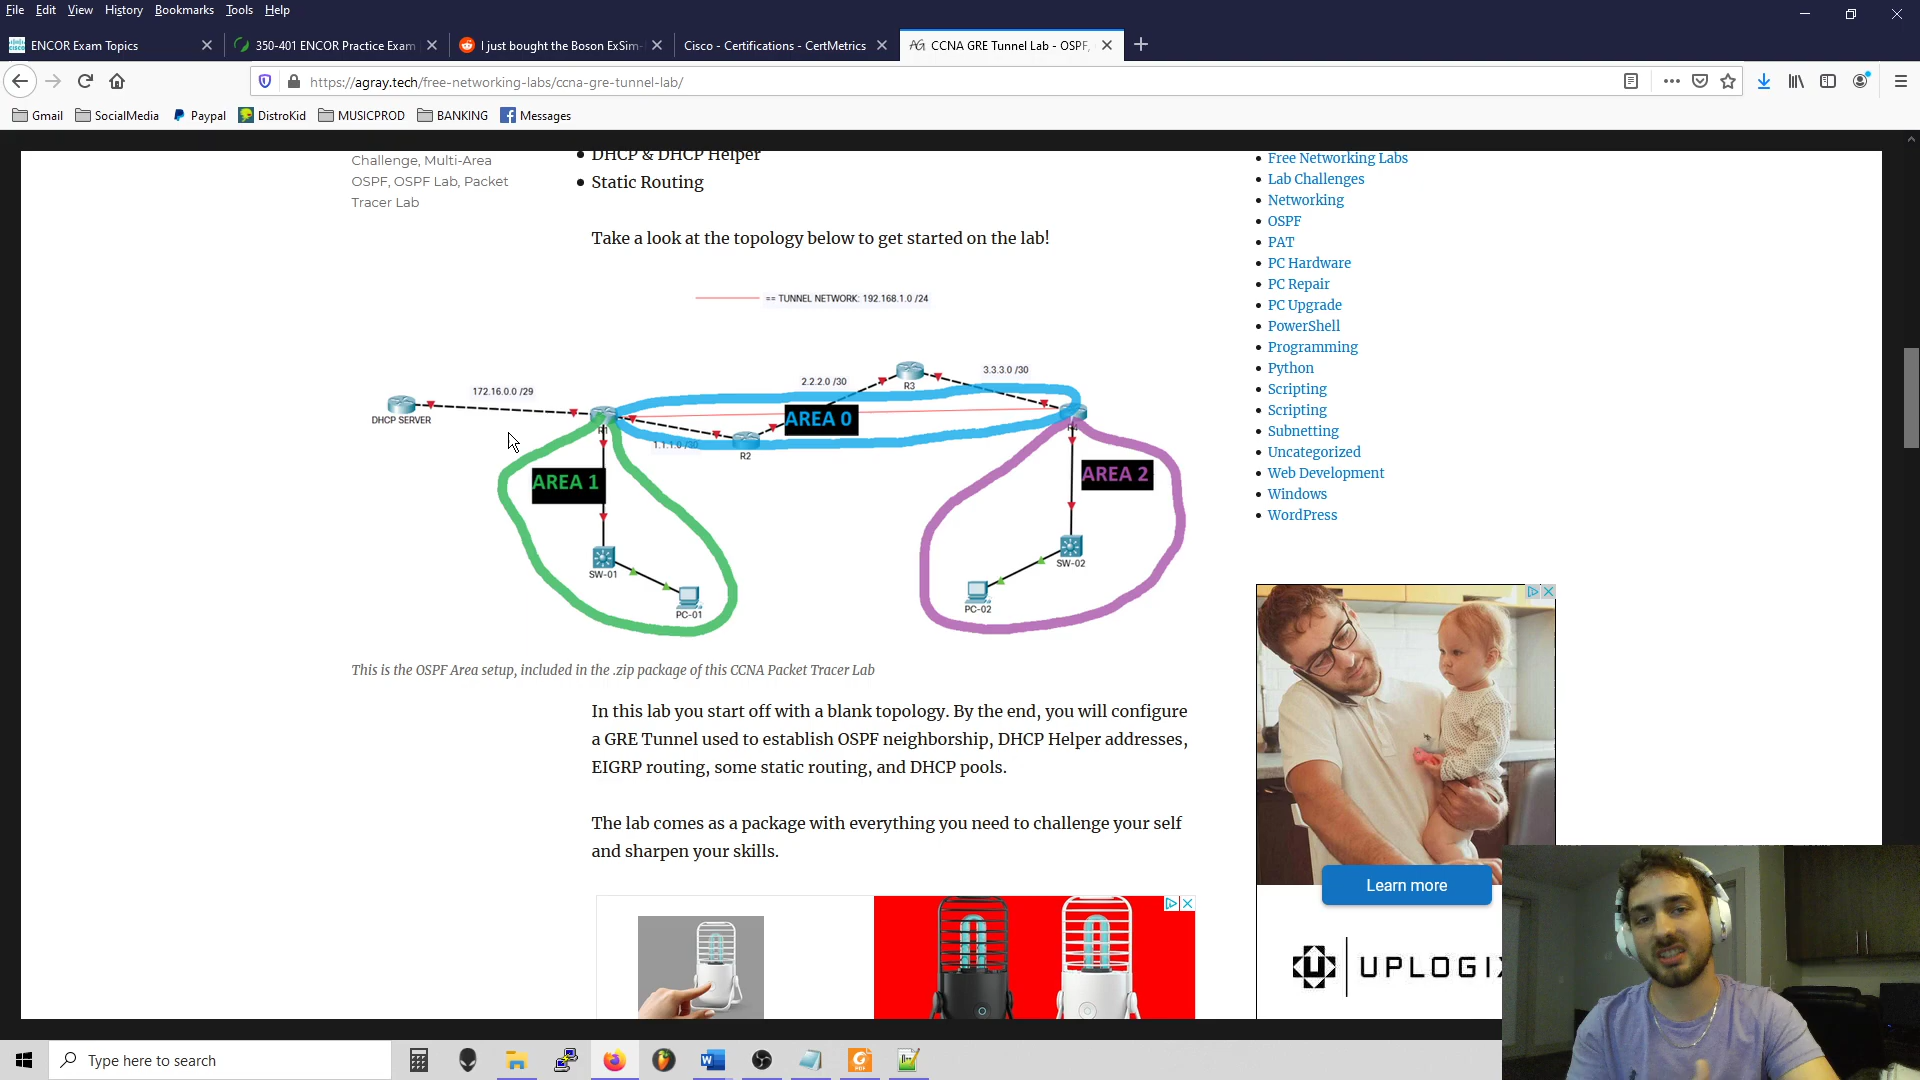 File Edit View History Bookmarks Tools Help
ENCOR Exam Topics
350-401 ENCOR Practice Exam
I just bought the Boson ExSim-
Cisco - Certifications - CertMetrics
AG CCNA GRE Tunnel Lab - OSPF,
https://agray.tech/free-networking-labs/ccna-gre-tunnel-lab/
Gmail SocialMedia Paypal DistroKid MUSICPROD BANKING Messages
Challenge, Multi-Area
OSPF, OSPF Lab, Packet
Tracer Lab
DHCP & DHCP Helper
Static Routing
Take a look at the topology below to get started on the lab!
== TUNNEL NETWORK: 192.168.1.0 /24
172.16.0.0 /29
DHCP SERVER
R1
1.1.1.0 /30
R2
2.2.2.0 /30
R3
3.3.3.0 /30
R4
AREA 0
AREA 1
AREA 2
SW-01
PC-01
SW-02
PC-02
This is the OSPF Area setup, included in the .zip package of this CCNA Packet Tracer Lab
In this lab you start off with a blank topology. By the end, you will configure
a GRE Tunnel used to establish OSPF neighborship, DHCP Helper addresses,
EIGRP routing, some static routing, and DHCP pools.
The lab comes as a package with everything you need to challenge your self
and sharpen your skills.
Free Networking Labs
Lab Challenges
Networking
OSPF
PAT
PC Hardware
PC Repair
PC Upgrade
PowerShell
Programming
Python
Scripting
Scripting
Subnetting
Uncategorized
Web Development
Windows
WordPress
Learn more
UPLOGIX
Type here to search